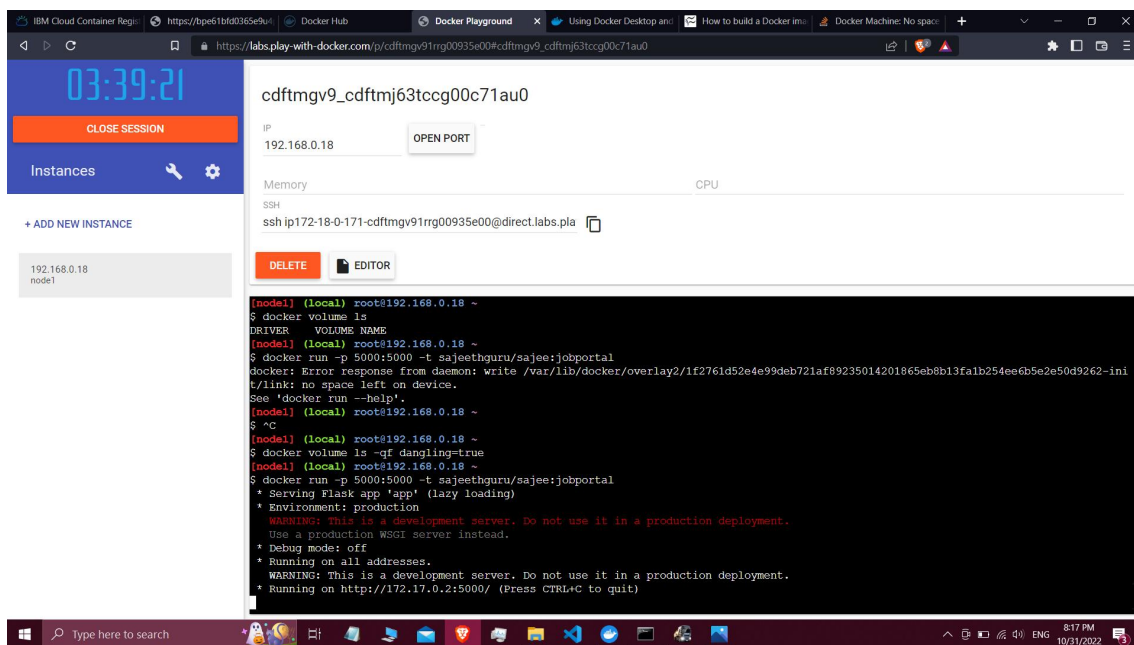 IBM Cloud Container Regist
https://bpe61bfd0365e9u4
Docker Hub
Docker Playground
Using Docker Desktop and
How to build a Docker ima
Docker Machine: No space
https://labs.play-with-docker.com/p/cdftmgv91rrg00935e00#cdftmgv9_cdftmj63tccg00c71au0
03:39:21
CLOSE SESSION
Instances
+ ADD NEW INSTANCE
192.168.0.18
node1
cdftmgv9_cdftmj63tccg00c71au0
IP
192.168.0.18
OPEN PORT
Memory
CPU
SSH
ssh ip172-18-0-171-cdftmgv91rrg00935e00@direct.labs.pla
DELETE
EDITOR
[node1] (local) root@192.168.0.18 ~
$ docker volume ls
DRIVER    VOLUME NAME
[node1] (local) root@192.168.0.18 ~
$ docker run -p 5000:5000 -t sajeethguru/sajee:jobportal
docker: Error response from daemon: write /var/lib/docker/overlay2/1f2761d52e4e99deb721af89235014201865eb8b13fa1b254ee6b5e2e50d9262-ini
t/link: no space left on device.
See 'docker run --help'.
[node1] (local) root@192.168.0.18 ~
$ ^C
[node1] (local) root@192.168.0.18 ~
$ docker volume ls -qf dangling=true
[node1] (local) root@192.168.0.18 ~
$ docker run -p 5000:5000 -t sajeethguru/sajee:jobportal
* Serving Flask app 'app' (lazy loading)
* Environment: production
WARNING: This is a development server. Do not use it in a production deployment.
Use a production WSGI server instead.
* Debug mode: off
* Running on all addresses.
WARNING: This is a development server. Do not use it in a production deployment.
* Running on http://172.17.0.2:5000/ (Press CTRL+C to quit)
Type here to search
ENG
8:17 PM
10/31/2022